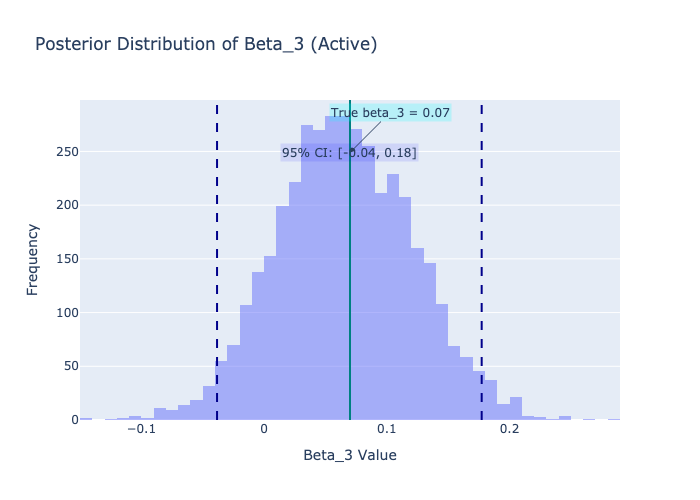 Posterior Distribution of Beta_3 (Active)
True beta_3 = 0.07
95% CI: [-0.04, 0.18]
250
200
150
100
50
0
Frequency
−0.1
0
0.1
0.2
Beta_3 Value